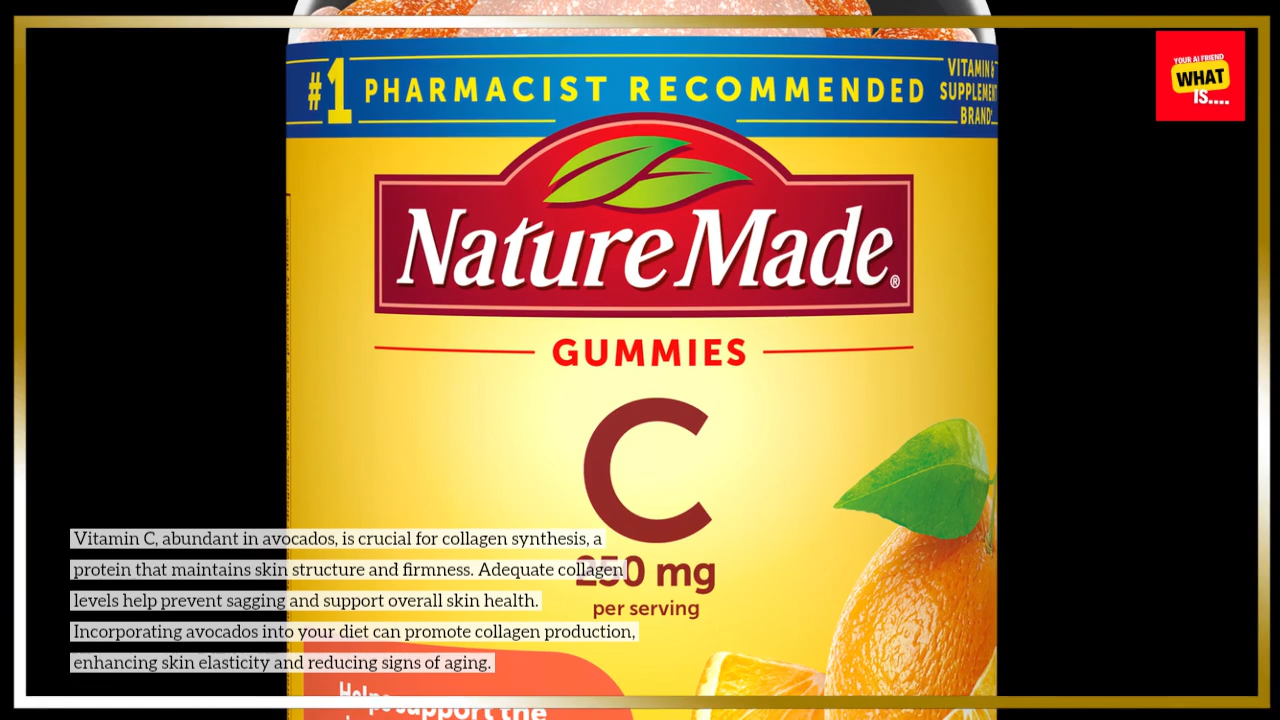 #1 PHARMACIST RECOMMENDED
VITAMIN &
SUPPLEMENT
BRAND
YOUR AI FRIEND
WHAT
IS....
Nature Made®
GUMMIES
C
250 mg
per serving
Vitamin C, abundant in avocados, is crucial for collagen synthesis, a
protein that maintains skin structure and firmness. Adequate collagen
levels help prevent sagging and support overall skin health.
Incorporating avocados into your diet can promote collagen production,
enhancing skin elasticity and reducing signs of aging.
Helps support the